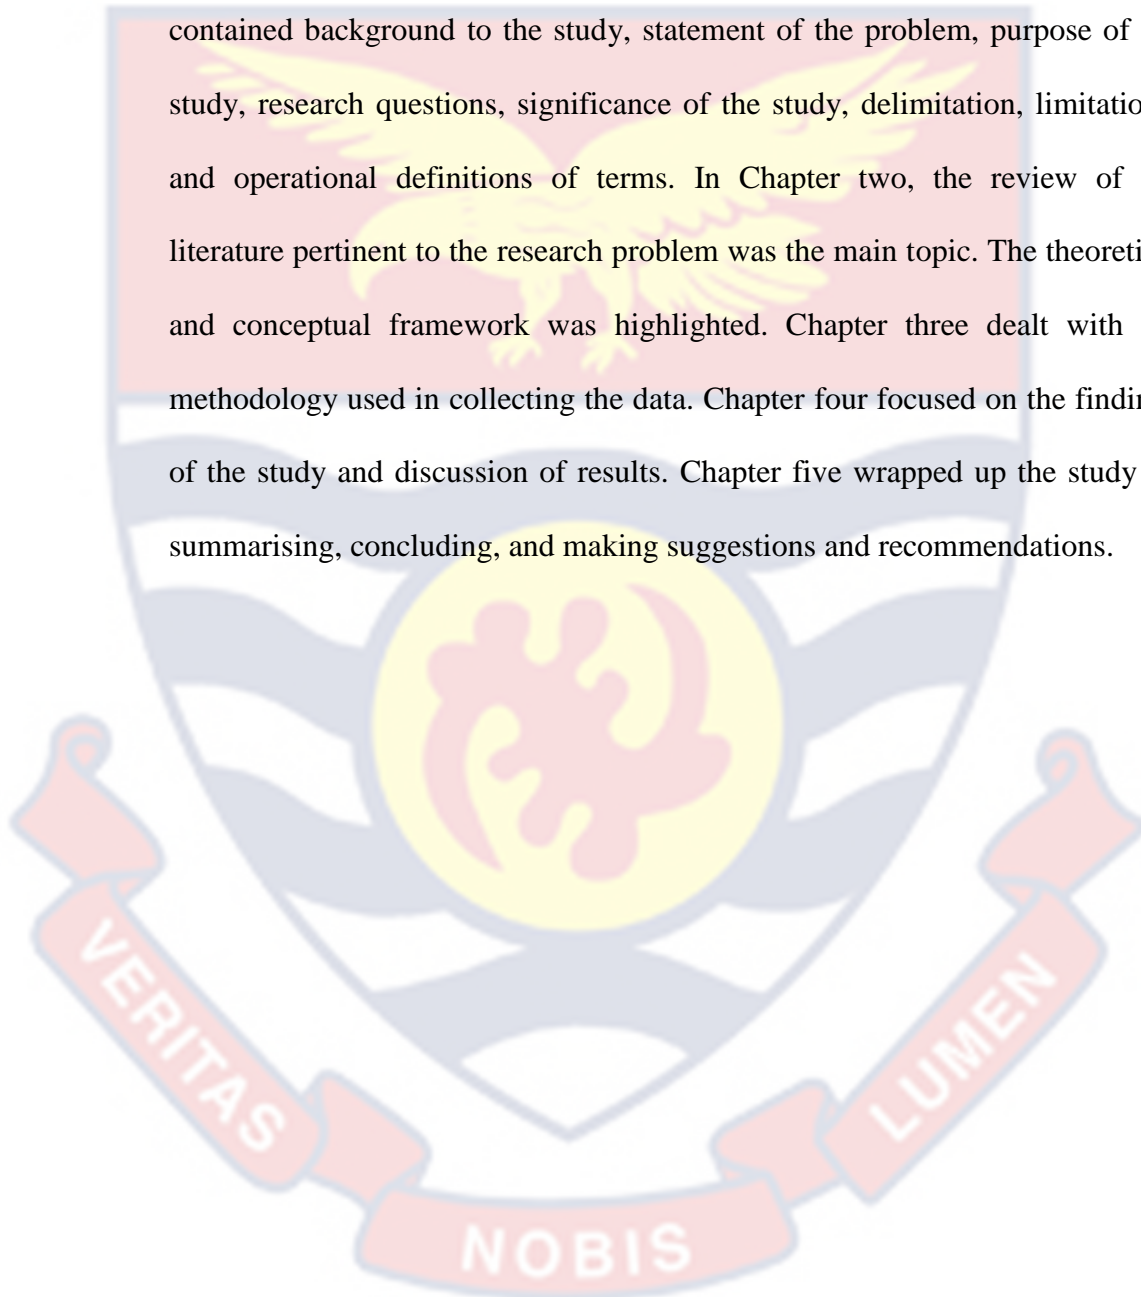 contained background to the study, statement of the problem, purpose of
study, research questions, significance of the study, delimitation, limitatio
and operational definitions of terms. In Chapter two, the review of
literature pertinent to the research problem was the main topic. The theoreti
and conceptual framework was highlighted. Chapter three dealt with
methodology used in collecting the data. Chapter four focused on the findin
of the study and discussion of results. Chapter five wrapped up the study
summarising, concluding, and making suggestions and recommendations.
VERITAS
NOBIS
LUMEN